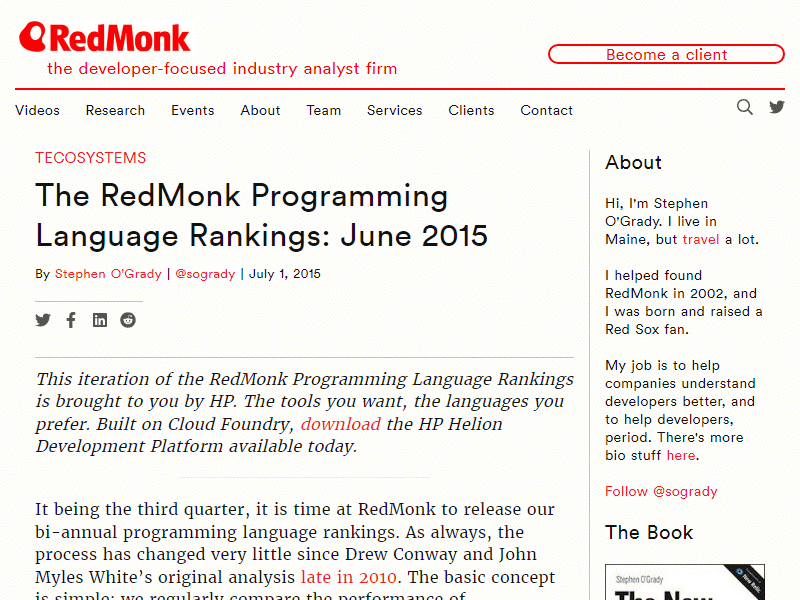 RedMonk
the developer-focused industry analyst firm
Become a client
Videos Research Events About Team Services Clients Contact
TECOSYSTEMS
The RedMonk Programming
Language Rankings: June 2015
By Stephen O'Grady | @sogrady | July 1, 2015
This iteration of the RedMonk Programming Language Rankings
is brought to you by HP. The tools you want, the languages you
prefer. Built on Cloud Foundry, download the HP Helion
Development Platform available today.
It being the third quarter, it is time at RedMonk to release our
bi-annual programming language rankings. As always, the
process has changed very little since Drew Conway and John
Myles White’s original analysis late in 2010. The basic concept
is simple: we regularly compare the performance of
About
Hi, I'm Stephen
O'Grady. I live in
Maine, but travel a lot.
I helped found
RedMonk in 2002, and
I was born and raised a
Red Sox fan.
My job is to help
companies understand
developers better, and
to help developers,
period. There's more
bio stuff here.
Follow @sogrady
The Book
Stephen O'Grady
The New